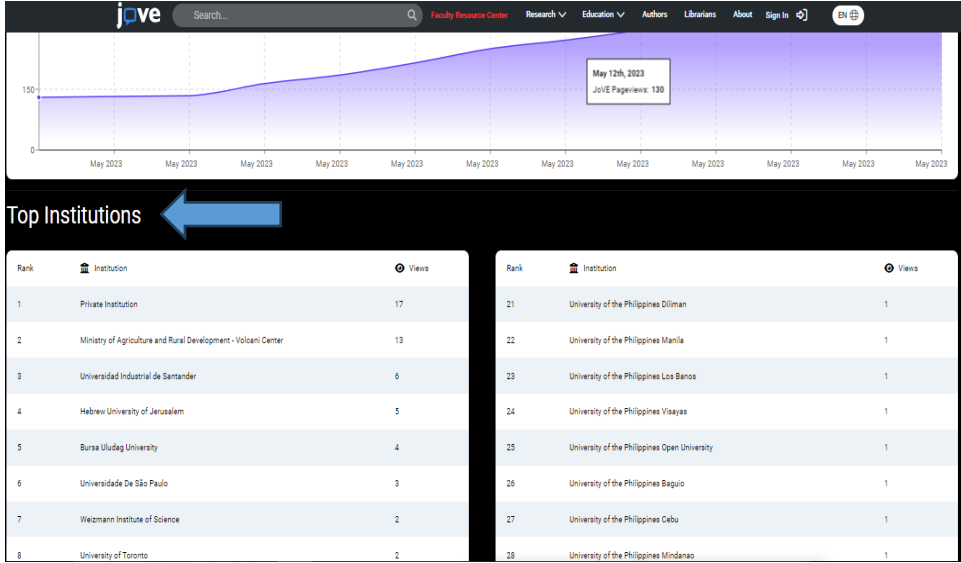 jove Search... Faculty Resource Center Research Education Authors Librarians About Sign In EN
150
0
May 12th, 2023
JoVE Pageviews: 130
May 2023 May 2023 May 2023 May 2023 May 2023 May 2023 May 2023 May 2023 May 2023 May 2023 May 2023 May 2023
Top Institutions
Rank Institution Views
1 Private Institution 17
2 Ministry of Agriculture and Rural Development - Volcani Center 13
3 Universidad Industrial de Santander 6
4 Hebrew University of Jerusalem 5
5 Bursa Uludag University 4
6 Universidade De São Paulo 3
7 Weizmann Institute of Science 2
8 University of Toronto 2
Rank Institution Views
21 University of the Philippines Diliman 1
22 University of the Philippines Manila 1
23 University of the Philippines Los Banos 1
24 University of the Philippines Visayas 1
25 University of the Philippines Open University 1
26 University of the Philippines Baguio 1
27 University of the Philippines Cebu 1
28 University of the Philippines Mindanao 1